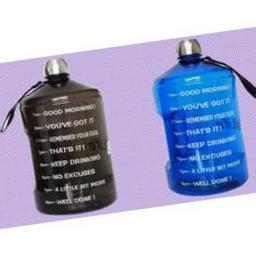 GOOD MORNING!
YOU'VE GOT IT
REMEMBER YOUR GOAL
THAT'S IT!
KEEP DRINKING
NO EXCUSES
A LITTLE BIT MORE
WELL DONE!
GOOD MORNING!
YOU'VE GOT IT
REMEMBER YOUR GOAL
THAT'S IT!
KEEP DRINKING
NO EXCUSES
A LITTLE BIT MORE
WELL DONE!